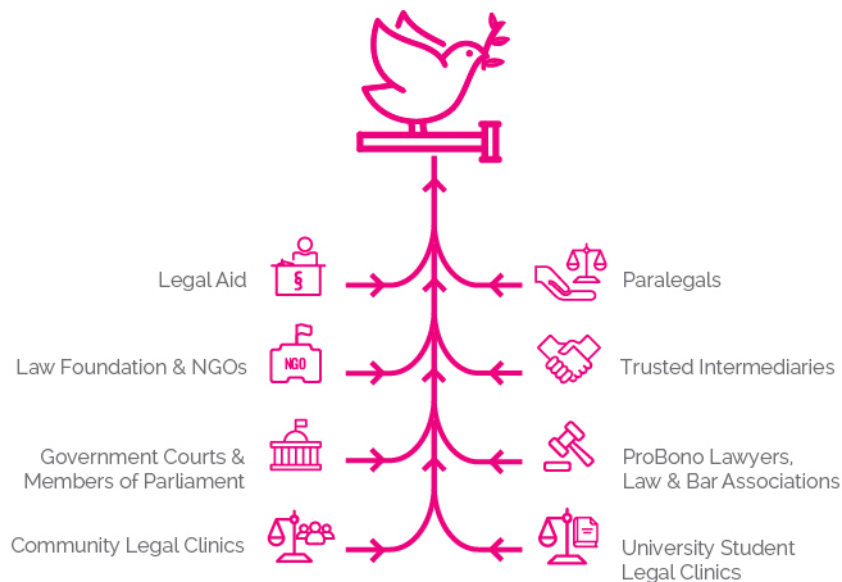 Legal Aid
§
Paralegals
Law Foundation & NGOs
NGO
Trusted Intermediaries
Government Courts &
Members of Parliament
ProBono Lawyers,
Law & Bar Associations
Community Legal Clinics
University Student
Legal Clinics